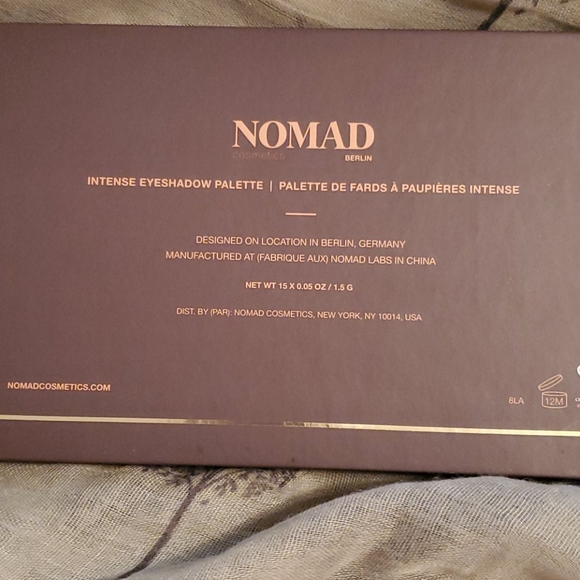 NOMAD
cosmetics BERLIN
INTENSE EYESHADOW PALETTE | PALETTE DE FARDS À PAUPIÈRES INTENSE
DESIGNED ON LOCATION IN BERLIN, GERMANY
MANUFACTURED AT (FABRIQUE AUX) NOMAD LABS IN CHINA
NET WT 15 X 0.05 OZ / 1.5 G
DIST. BY (PAR): NOMAD COSMETICS, NEW YORK, NY 10014, USA
NOMADCOSMETICS.COM
8LA 12M